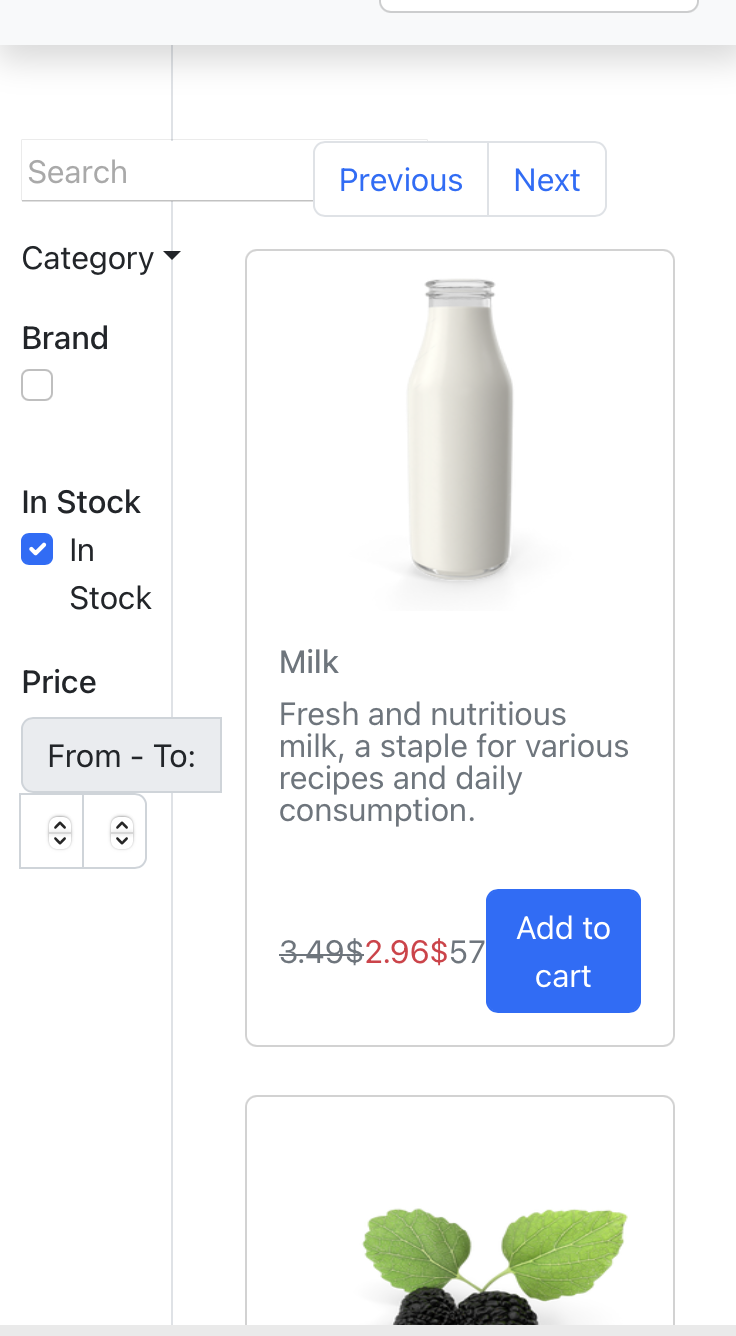 Search
Previous
Next
Category
Brand
In Stock
In
Stock
Price
From - To:
Milk
Fresh and nutritious
milk, a staple for various
recipes and daily
consumption.
3.49$2.96$57
Add to
cart